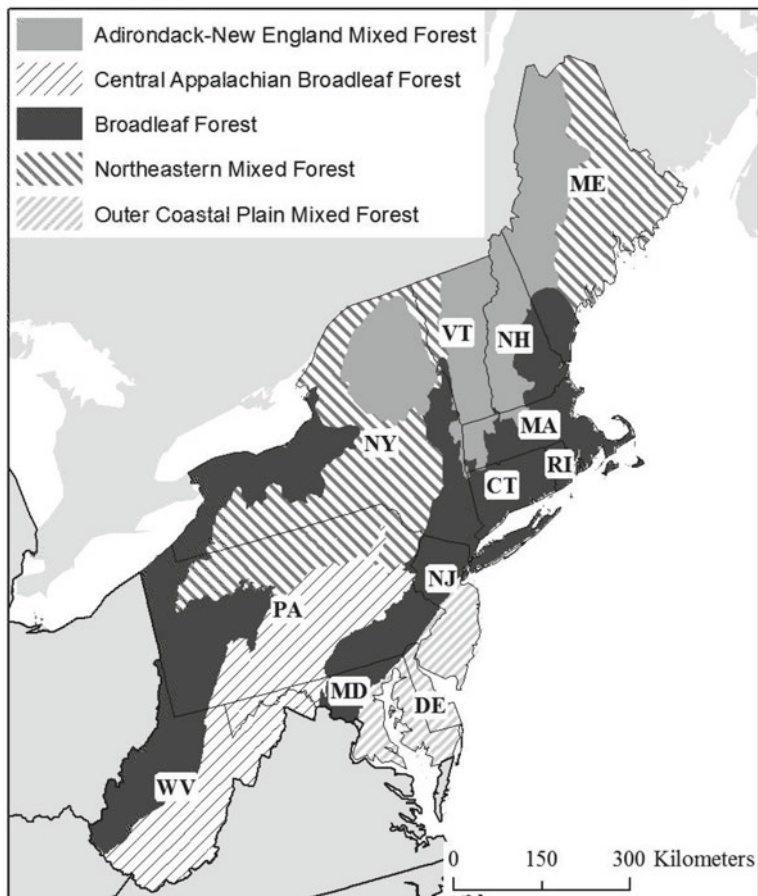 Adirondack-New England Mixed Forest
Central Appalachian Broadleaf Forest
Broadleaf Forest
Northeastern Mixed Forest
Outer Coastal Plain Mixed Forest
ME
VT
NH
NY
MA
CT
RI
NJ
PA
MD
DE
WV
0 150 300 Kilometers